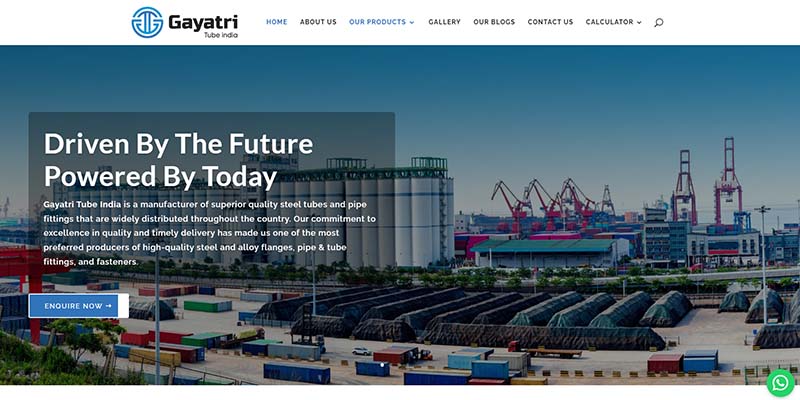 Gayatri
Tube india
HOME ABOUT US OUR PRODUCTS GALLERY OUR BLOGS CONTACT US CALCULATOR
Driven By The Future
Powered By Today
Gayatri Tube India is a manufacturer of superior quality steel tubes and pipe
fittings that are widely distributed throughout the country. Our commitment to
excellence in quality and timely delivery has made us one of the most
preferred producers of high-quality steel and alloy flanges, pipe & tube
fittings, and fasteners.
ENQUIRE NOW →